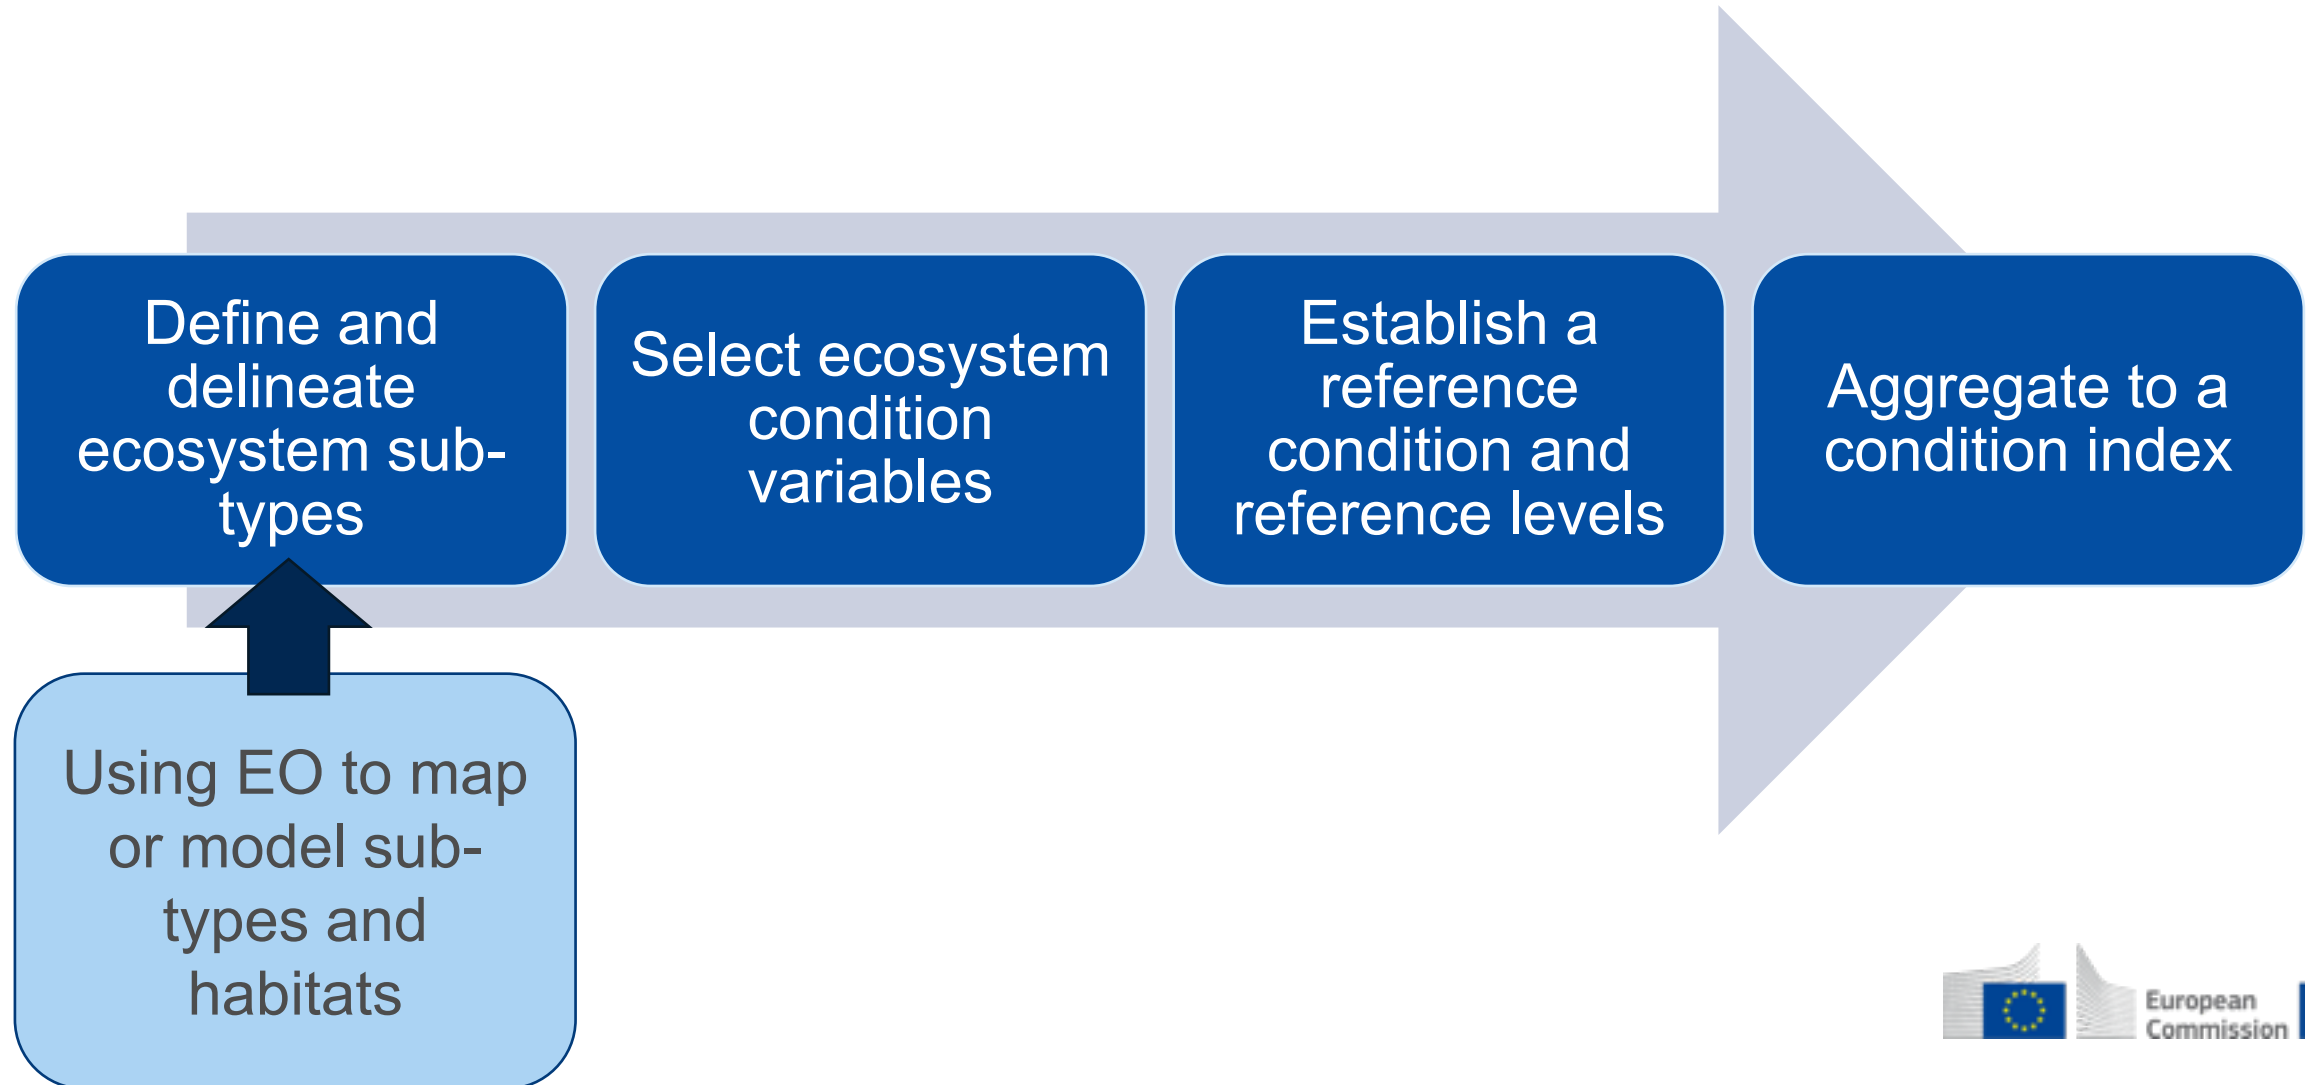 Define and
delineate
ecosystem sub-
types
Select ecosystem
condition
variables
Establish a
reference
condition and
reference levels
Aggregate to a
condition index
Using EO to map
or model sub-
types and
habitats
European
Commission